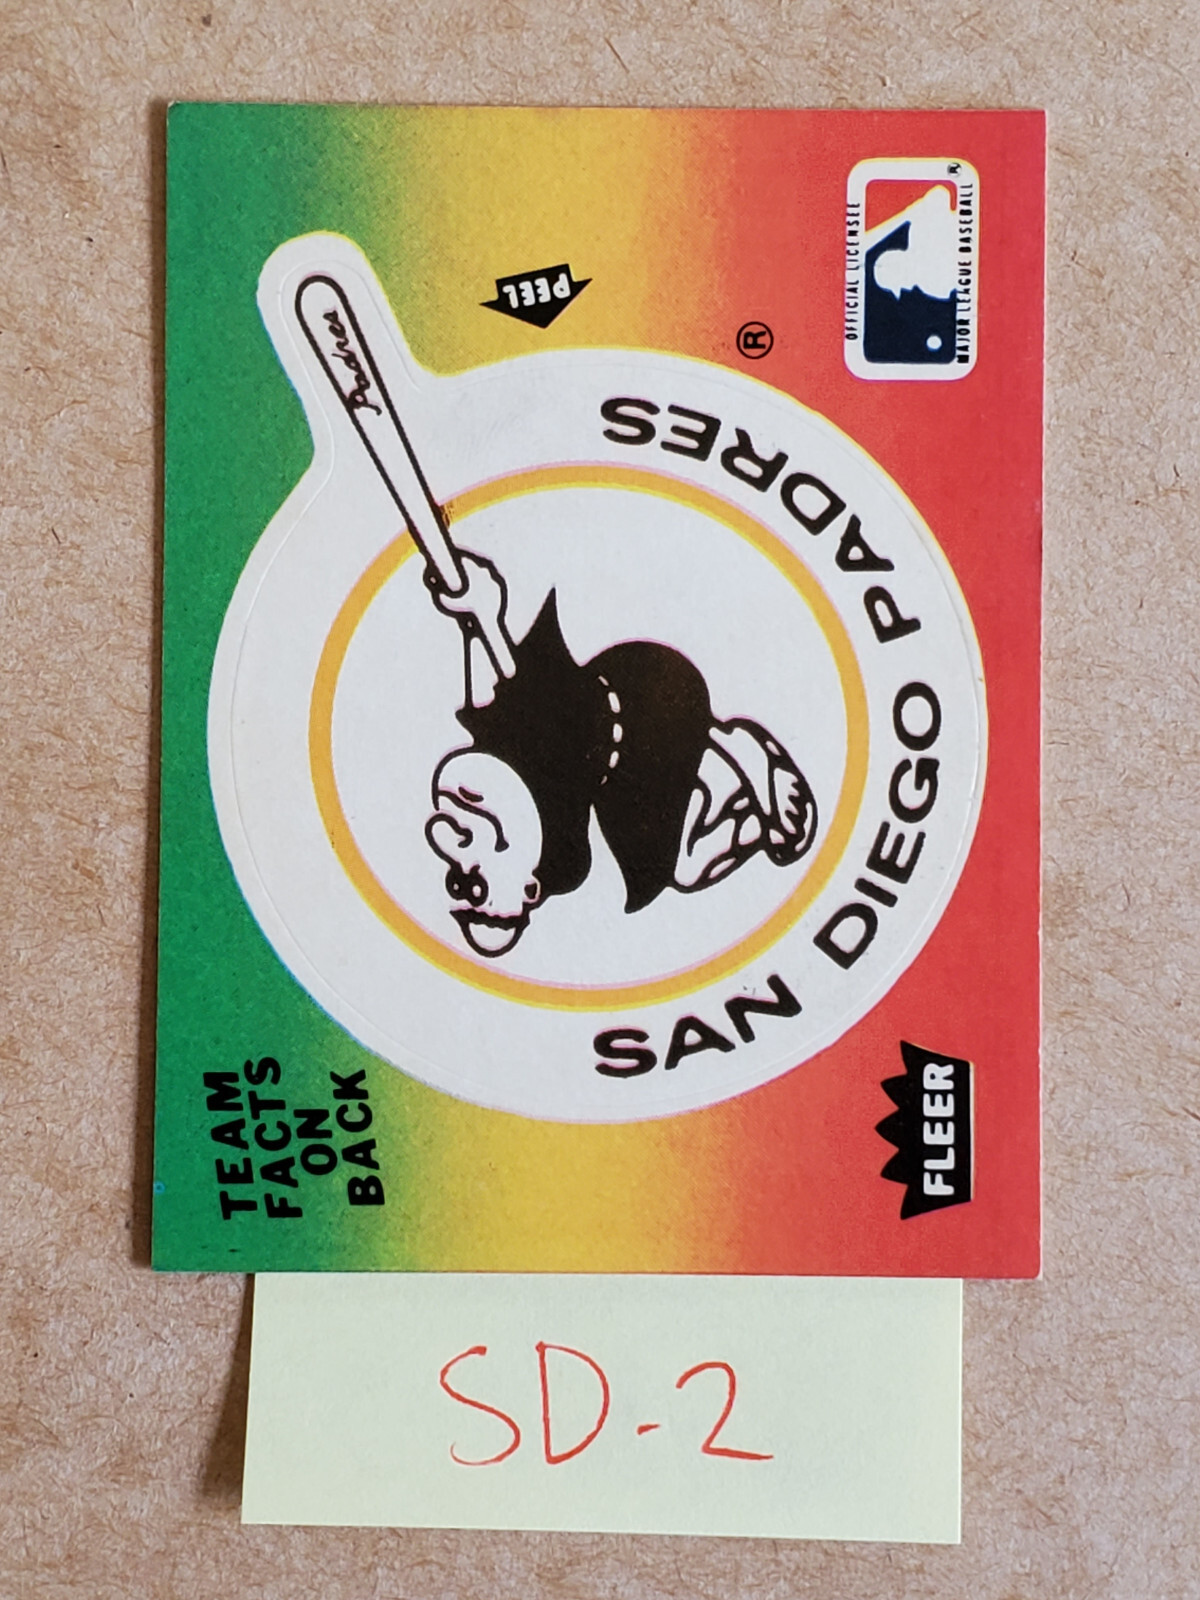 TEAM
FACTS
ON
BACK
Padres
PEEL
SAN DIEGO PADRES
®
FLEER
OFFICIAL LICENSEE
MAJOR LEAGUE BASEBALL
®
SD-2